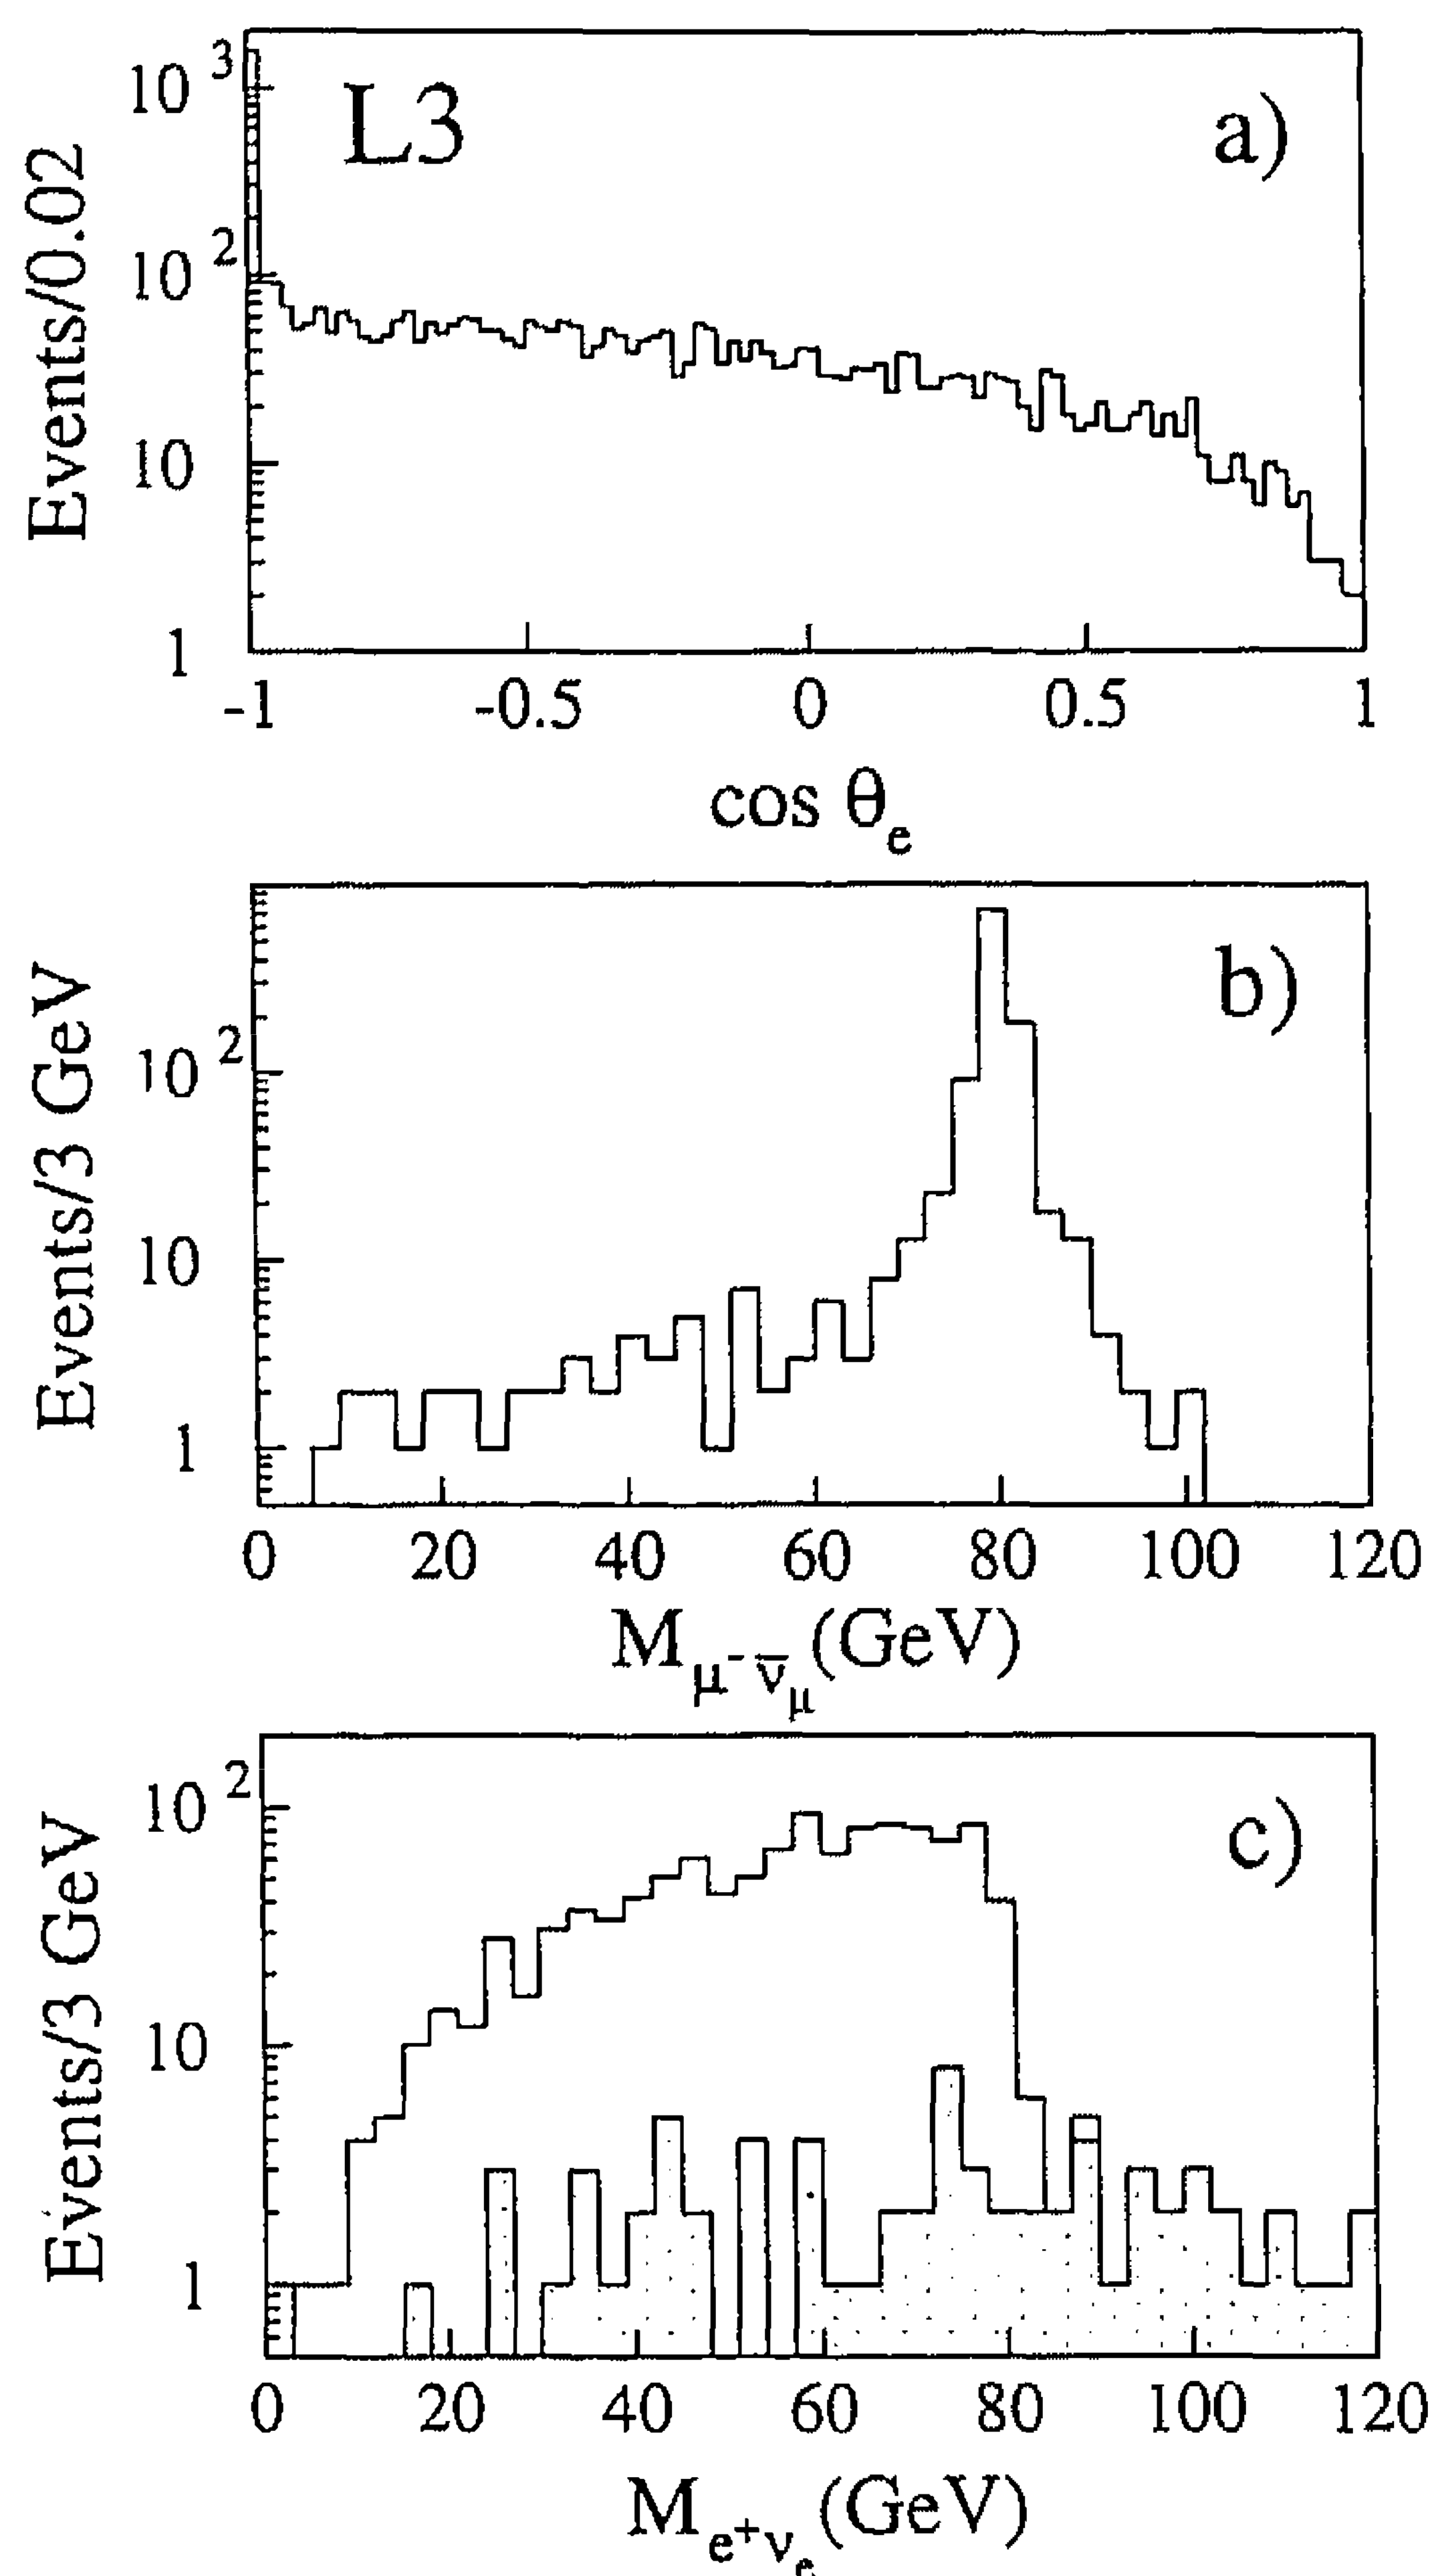 L3
a)
Events/0.02
10^3
10^2
10
1
-1 -0.5 0 0.5 1
cos θ_e
b)
Events/3 GeV
10^2
10
1
0 20 40 60 80 100 120
M_μ⁻ν̄_μ (GeV)
c)
Events/3 GeV
10^2
10
1
0 20 40 60 80 100 120
M_e⁺ν_e (GeV)